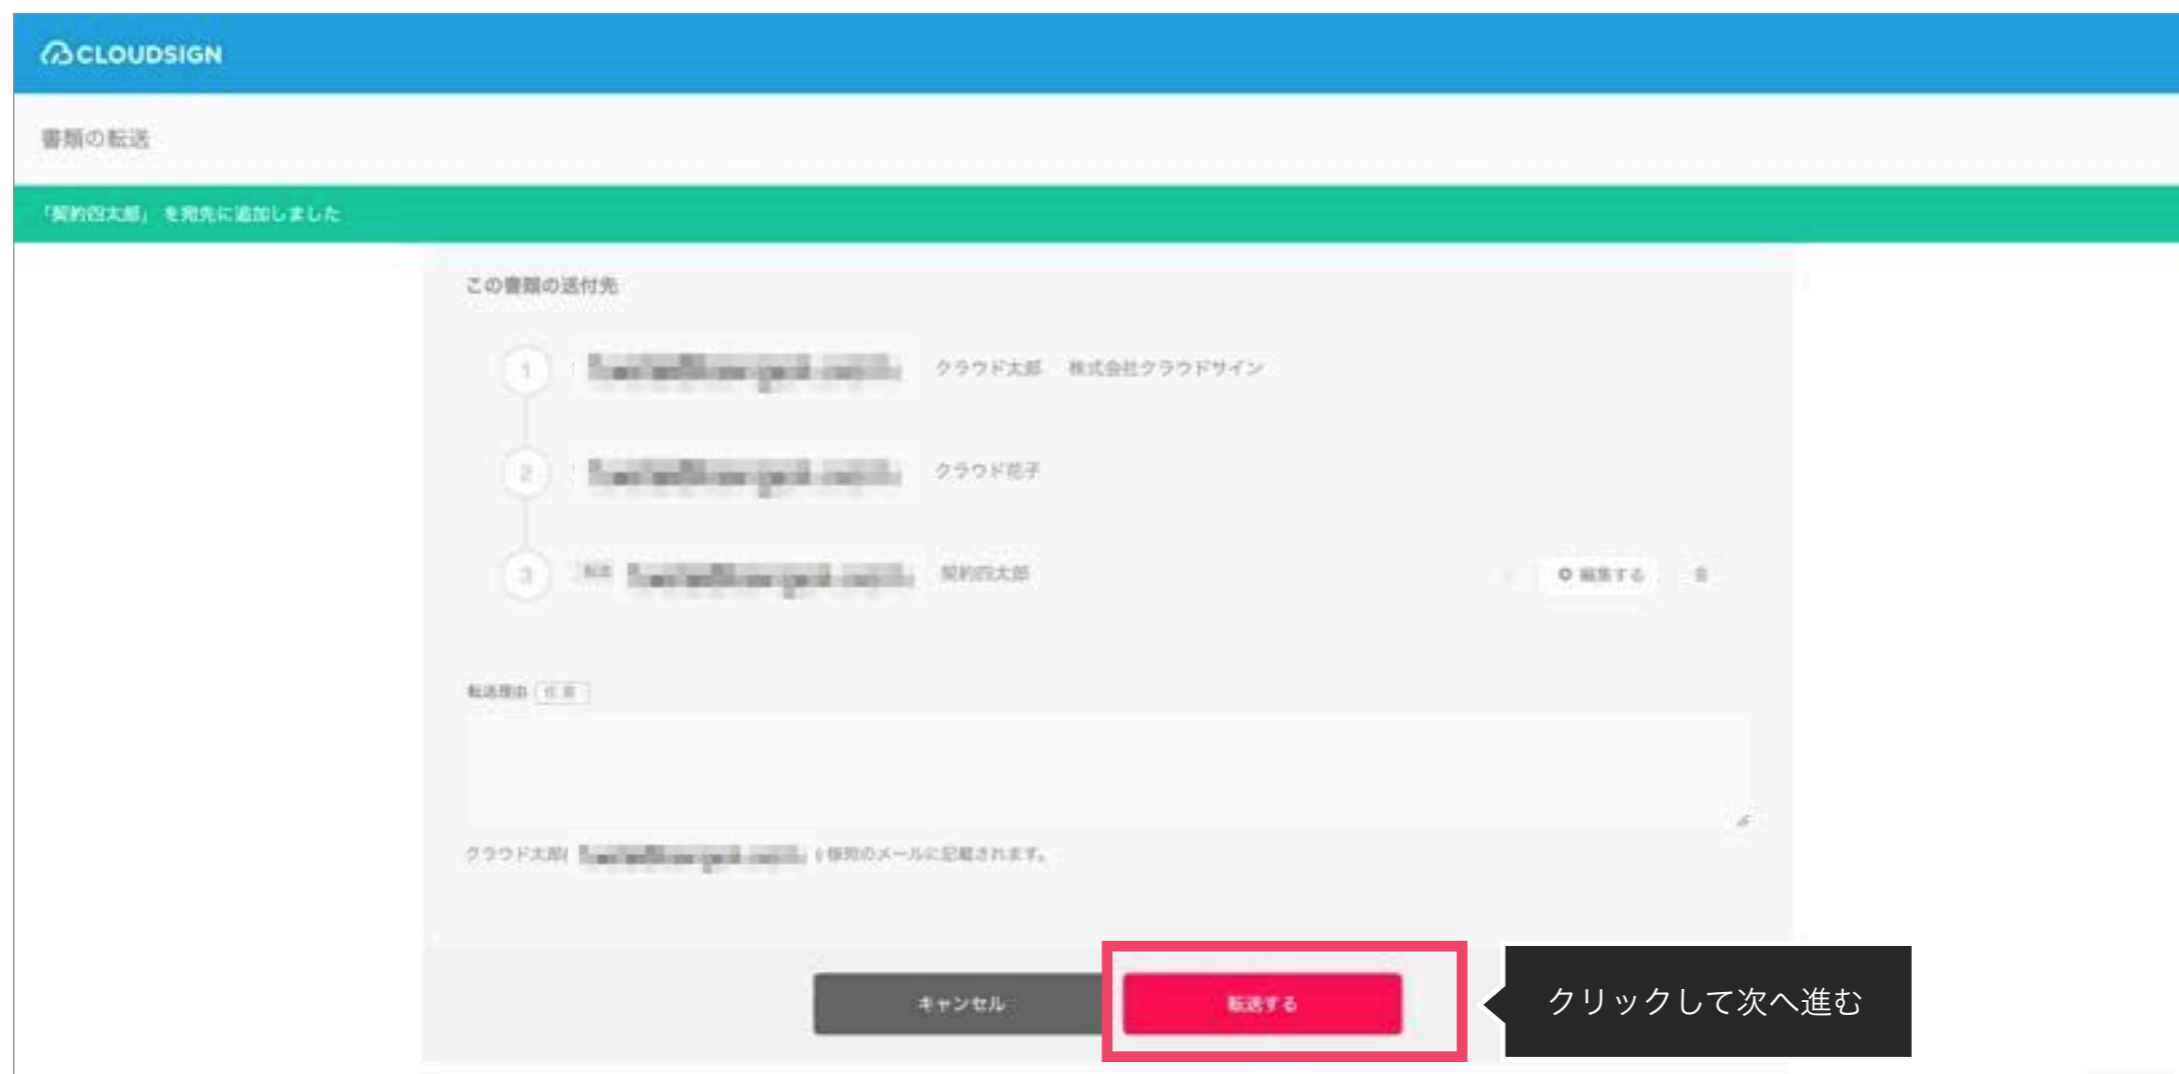 CLOUDSIGN
書類の転送
「契約四太郎」 を宛先に追加しました
この書類の送付先
1 クラウド太郎 株式会社クラウドサイン
2 クラウド花子
3 転送 契約四太郎 編集する
転送理由 任意
クラウド太郎( ) 様宛のメールに記載されます。
キャンセル 転送する クリックして次へ進む